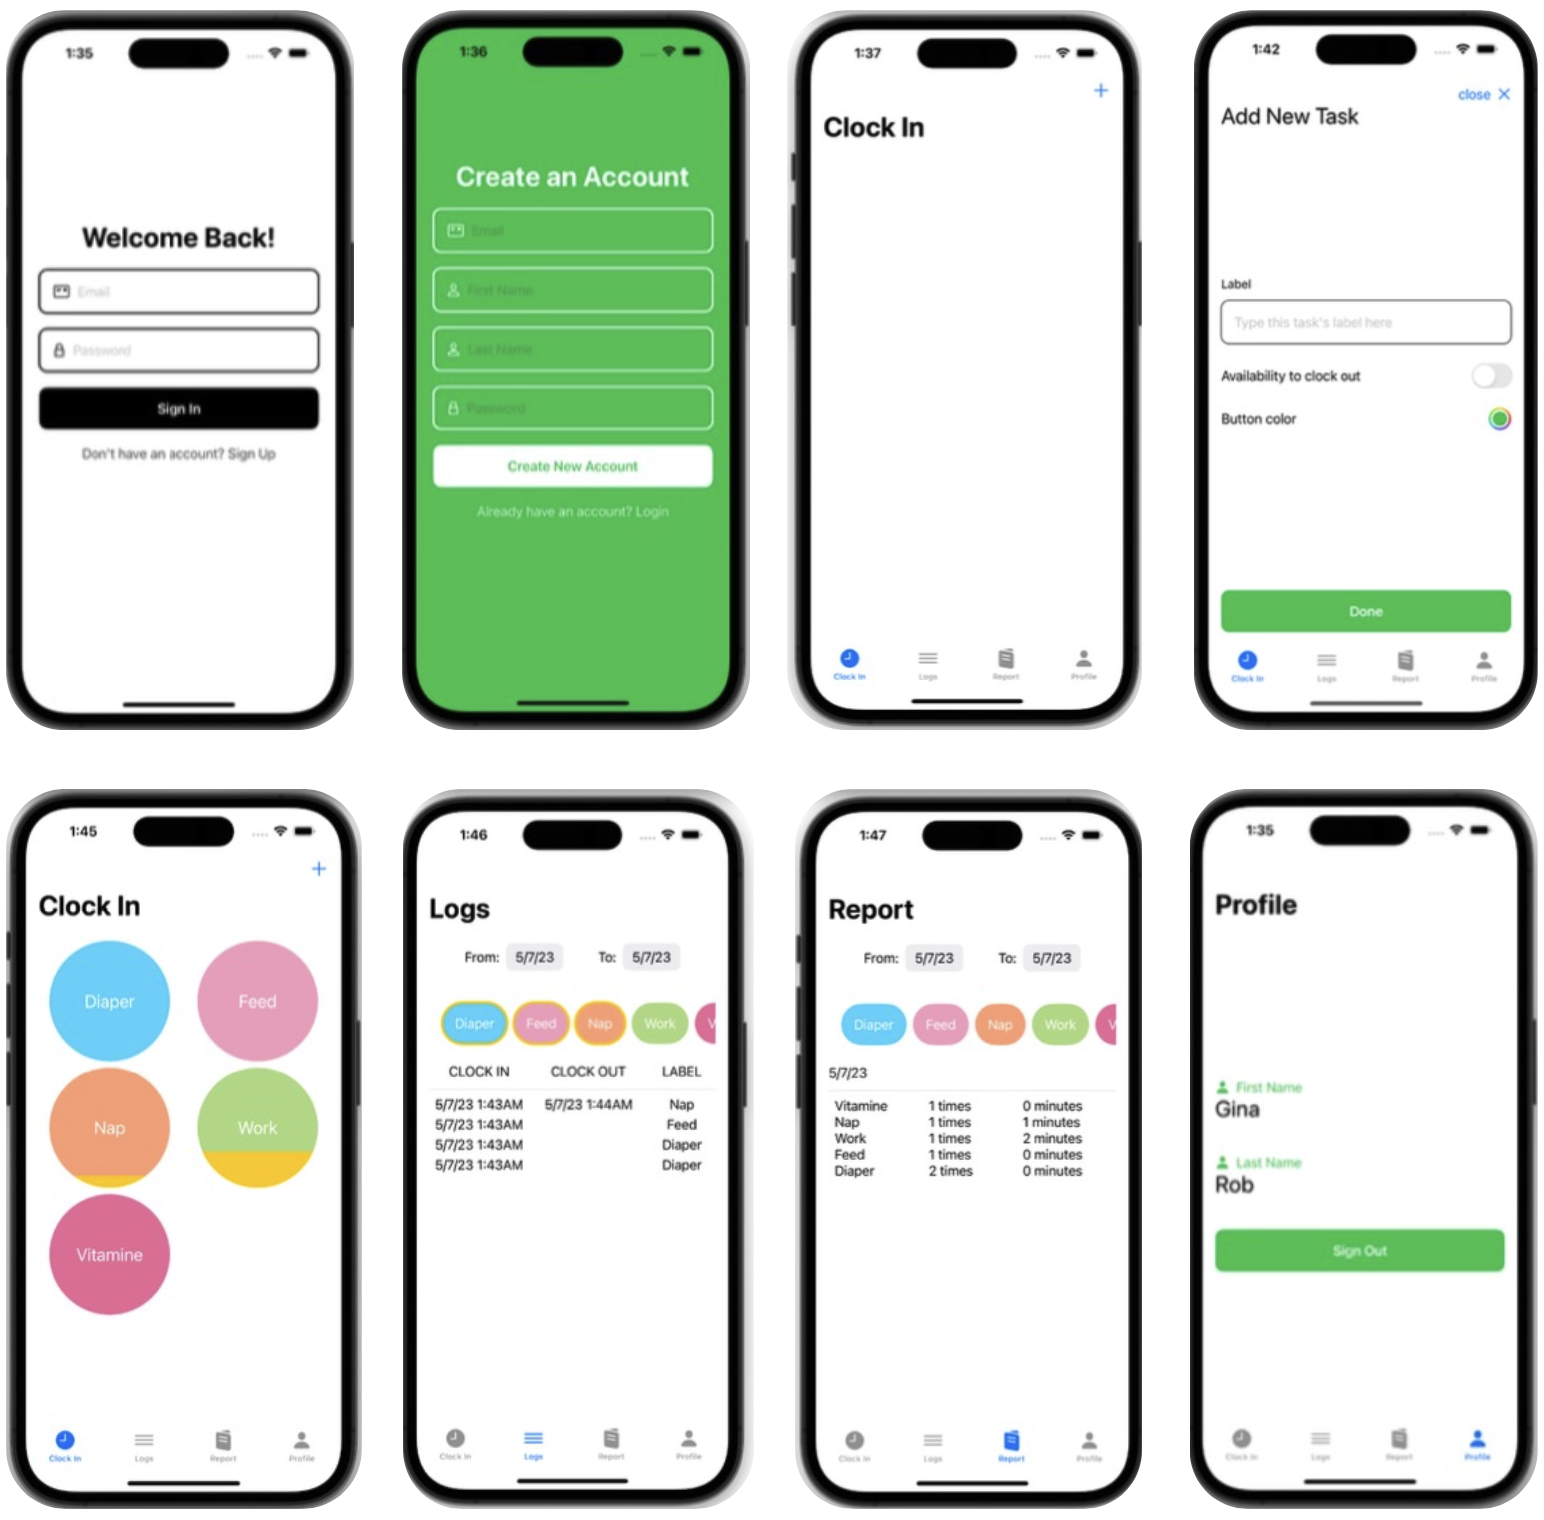 1:35
Welcome Back!
Email
Password
Sign In
Don't have an account? Sign Up
1:36
Create an Account
Email
First Name
Last Name
Password
Create New Account
Already have an account? Login
1:37
+
Clock In
Clock In Logs Report Profile
1:42
close ×
Add New Task
Label
Type this task's label here
Availability to clock out
Button color
Done
Clock In Logs Report Profile
1:45
+
Clock In
Diaper Feed
Nap Work
Vitamine
Clock In Logs Report Profile
1:46
Logs
From: 5/7/23 To: 5/7/23
Diaper Feed Nap Work V
CLOCK IN CLOCK OUT LABEL
5/7/23 1:43AM 5/7/23 1:44AM Nap
5/7/23 1:43AM Feed
5/7/23 1:43AM Diaper
5/7/23 1:43AM Diaper
Clock In Logs Report Profile
1:47
Report
From: 5/7/23 To: 5/7/23
Diaper Feed Nap Work V
5/7/23
Vitamine 1 times 0 minutes
Nap 1 times 1 minutes
Work 1 times 2 minutes
Feed 1 times 0 minutes
Diaper 2 times 0 minutes
Clock In Logs Report Profile
1:35
Profile
First Name
Gina
Last Name
Rob
Sign Out
Clock In Logs Report Profile